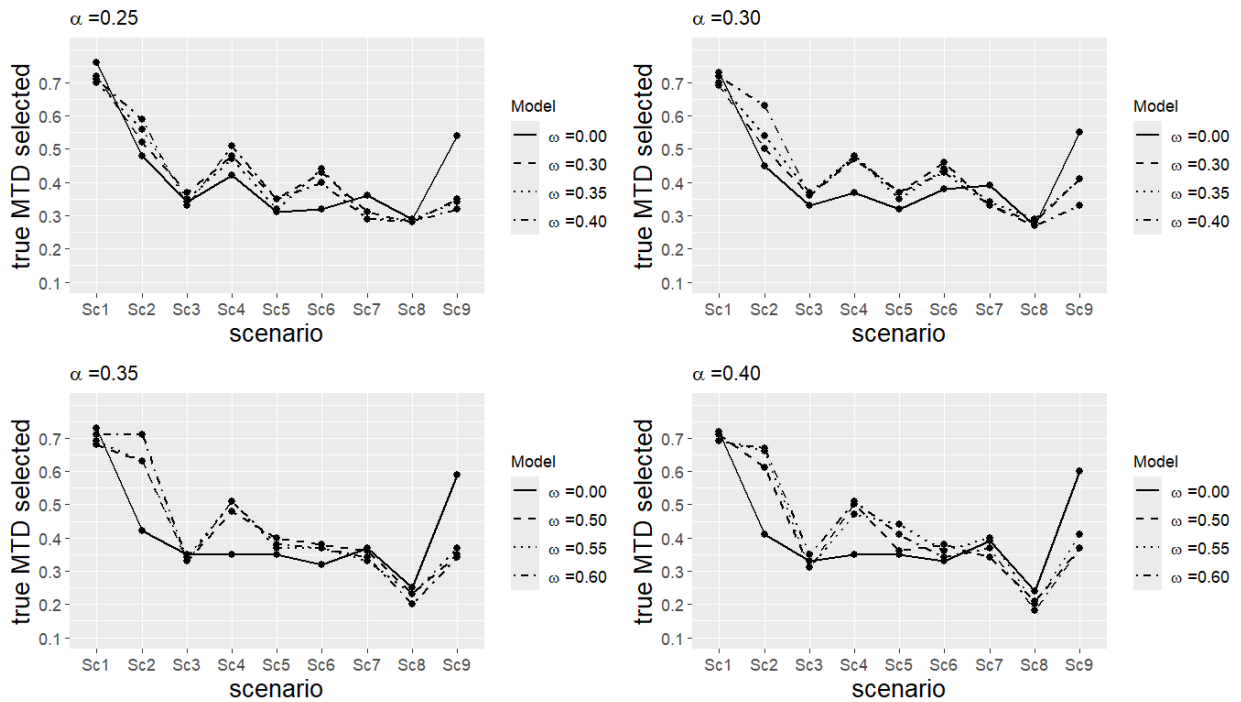 α =0.25
true MTD selected
0.7
0.6
0.5
0.4
0.3
0.2
0.1
Sc1 Sc2 Sc3 Sc4 Sc5 Sc6 Sc7 Sc8 Sc9
scenario
Model
ω =0.00
ω =0.30
ω =0.35
ω =0.40
α =0.30
true MTD selected
0.7
0.6
0.5
0.4
0.3
0.2
0.1
Sc1 Sc2 Sc3 Sc4 Sc5 Sc6 Sc7 Sc8 Sc9
scenario
Model
ω =0.00
ω =0.30
ω =0.35
ω =0.40
α =0.35
true MTD selected
0.7
0.6
0.5
0.4
0.3
0.2
0.1
Sc1 Sc2 Sc3 Sc4 Sc5 Sc6 Sc7 Sc8 Sc9
scenario
Model
ω =0.00
ω =0.50
ω =0.55
ω =0.60
α =0.40
true MTD selected
0.7
0.6
0.5
0.4
0.3
0.2
0.1
Sc1 Sc2 Sc3 Sc4 Sc5 Sc6 Sc7 Sc8 Sc9
scenario
Model
ω =0.00
ω =0.50
ω =0.55
ω =0.60